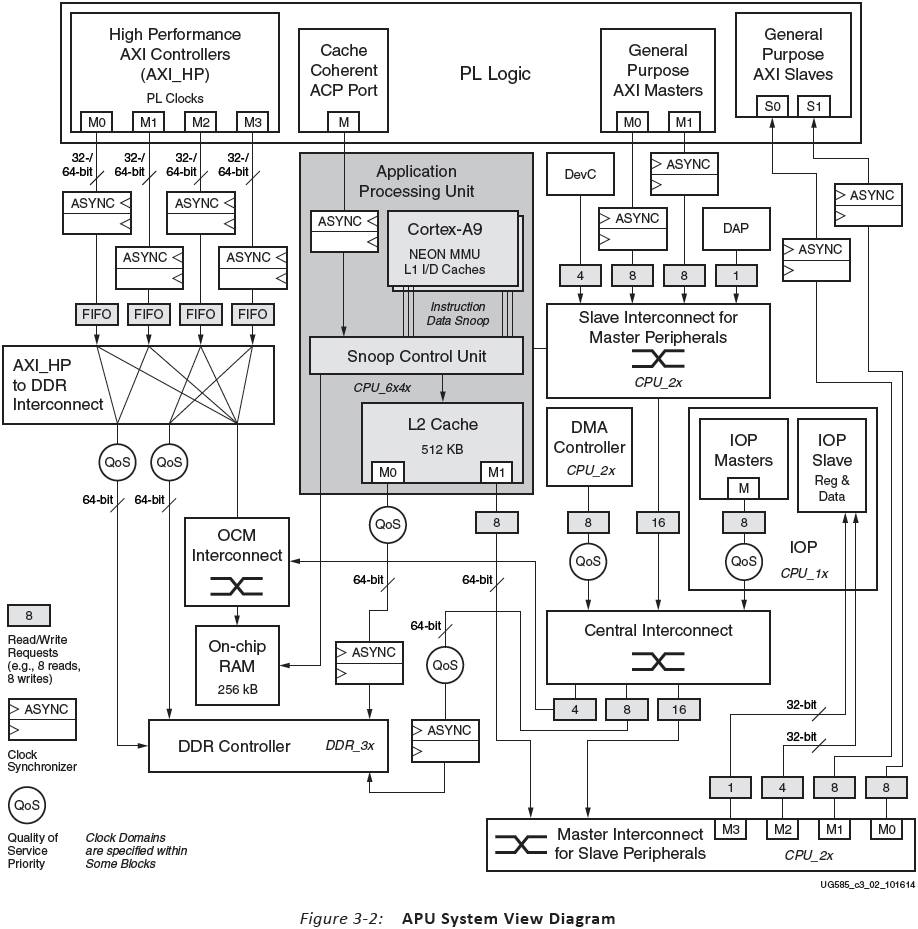 High Performance
AXI Controllers
(AXI_HP)
PL Clocks
M0
M1
M2
M3
Cache
Coherent
ACP Port
M
PL Logic
General
Purpose
AXI Masters
M0
M1
General
Purpose
AXI Slaves
S0
S1
32-/
64-bit
32-/
64-bit
32-/
64-bit
32-/
64-bit
ASYNC
ASYNC
ASYNC
ASYNC
FIFO
FIFO
FIFO
FIFO
AXI_HP
to DDR
Interconnect
Application
Processing Unit
ASYNC
Cortex-A9
NEON MMU
L1 I/D Caches
Instruction
Data Snoop
Snoop Control Unit
CPU_6x4x
L2 Cache
512 KB
M0
M1
DevC
ASYNC
ASYNC
DAP
ASYNC
ASYNC
4
8
8
1
Slave Interconnect for
Master Peripherals
CPU_2x
DMA
Controller
CPU_2x
IOP
Masters
M
IOP
Slave
Reg &
Data
8
QoS
IOP
CPU_1x
QoS
QoS
64-bit
64-bit
QoS
8
8
QoS
16
OCM
Interconnect
64-bit
64-bit
On-chip
RAM
256 kB
64-bit
QoS
ASYNC
Central Interconnect
4
8
16
ASYNC
DDR Controller
DDR_3x
32-bit
32-bit
1
4
8
8
M3
M2
M1
M0
Master Interconnect
for Slave Peripherals
CPU_2x
8
Read/Write
Requests
(e.g., 8 reads,
8 writes)
ASYNC
Clock
Synchronizer
QoS
Quality of
Service
Priority
Clock Domains
are specified within
Some Blocks
UG585_c3_02_101614
Figure 3-2: APU System View Diagram